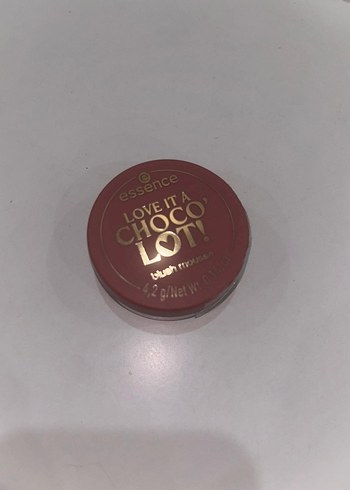 essence
LOVE IT A
CHOCO'
LOT!
blush mousse
4,2 g/Net Wt.